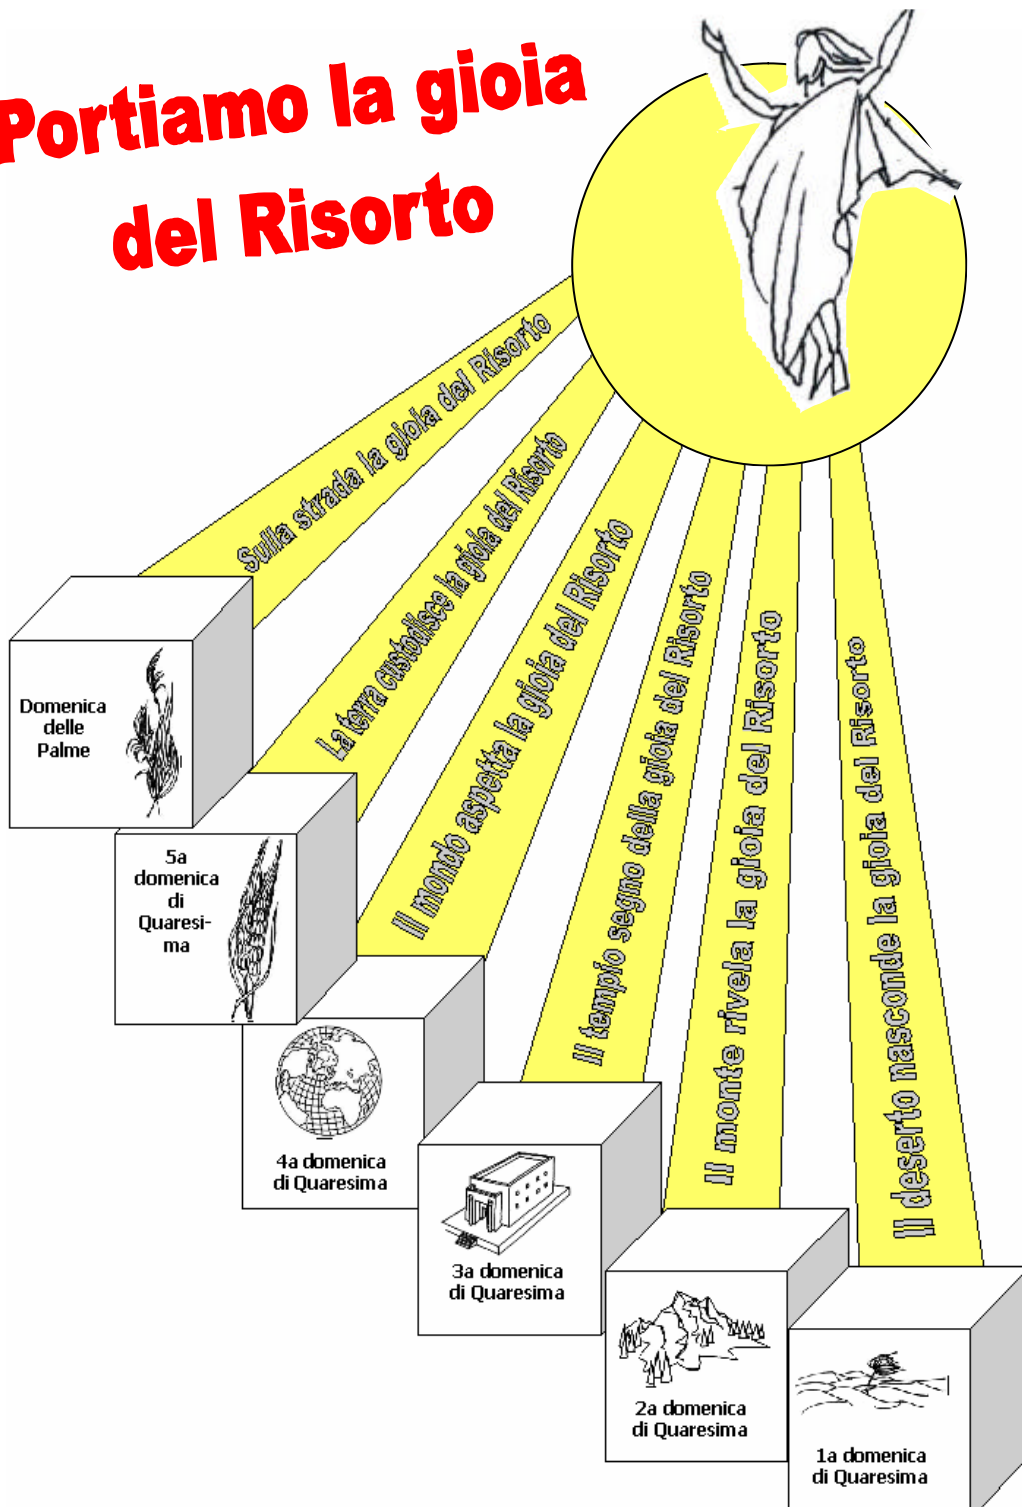 Portiamo la gioia
del Risorto
Sulla strada la gioia del Risorto
La terra custodisce la gioia del Risorto
Il mondo aspetta la gioia del Risorto
Il tempio segno della gioia del Risorto
Il monte rivela la gioia del Risorto
Il deserto nasconde la gioia del Risorto
Domenica
delle
Palme
5a
domenica
di
Quaresi-
ma
4a domenica
di Quaresima
3a domenica
di Quaresima
2a domenica
di Quaresima
1a domenica
di Quaresima